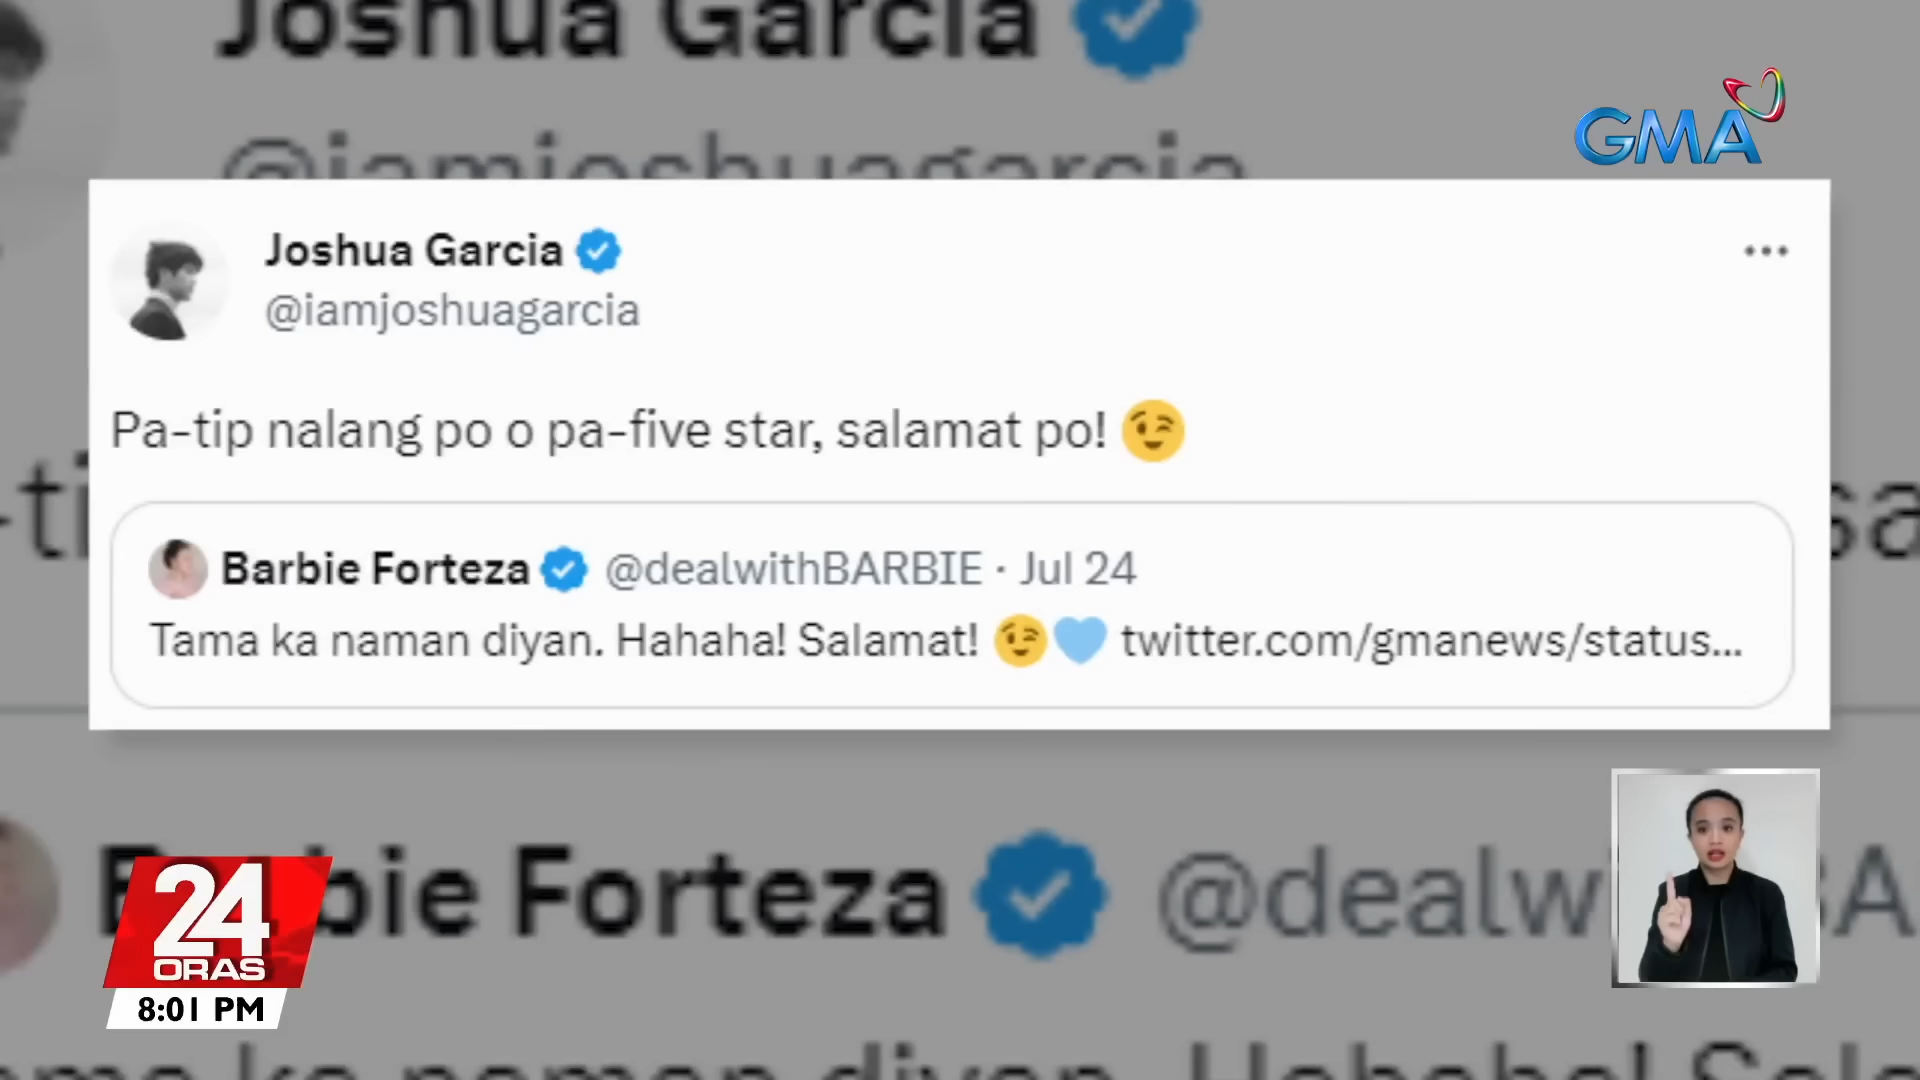 Joshua Garcia
@iamjoshuagarcia
GMA
Joshua Garcia
@iamjoshuagarcia
Pa-tip nalang po o pa-five star, salamat po! 😉
Barbie Forteza @dealwithBARBIE · Jul 24
Tama ka naman diyan. Hahaha! Salamat! 😉🩵 twitter.com/gmanews/status...
Barbie Forteza @dealwi
24
ORAS
8:01 PM